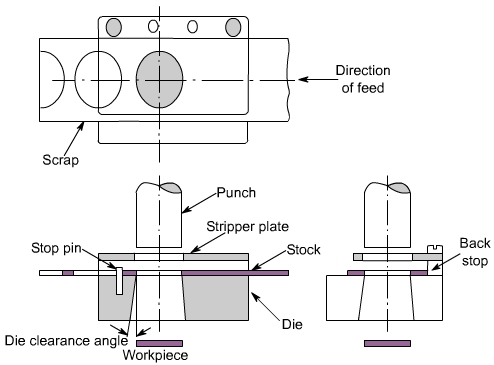 Direction
of feed
Scrap
Punch
Stripper plate
Stop pin
Stock
Back
stop
Die
Die clearance angle
Workpiece